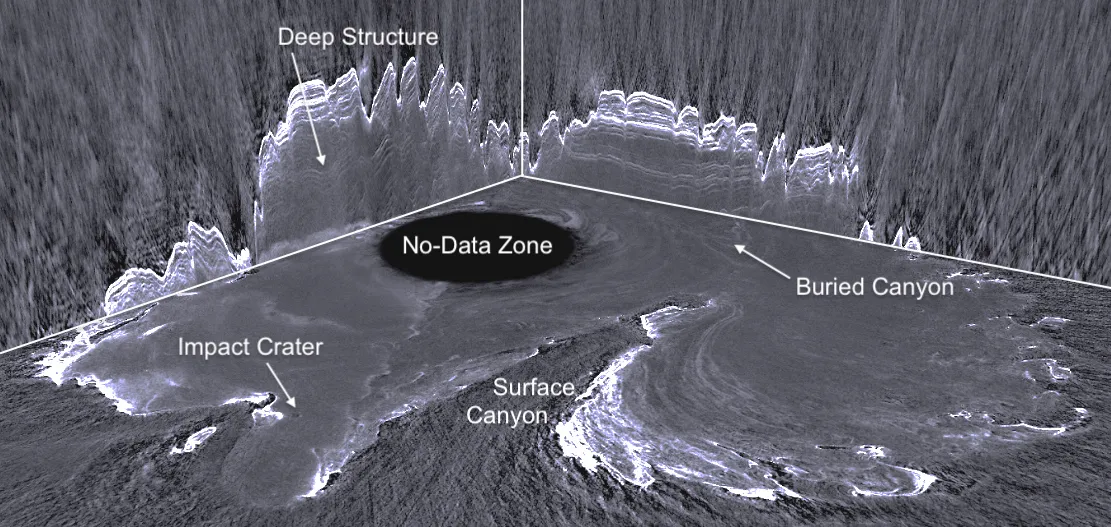 Deep Structure
No-Data Zone
Buried Canyon
Impact Crater
Surface
Canyon